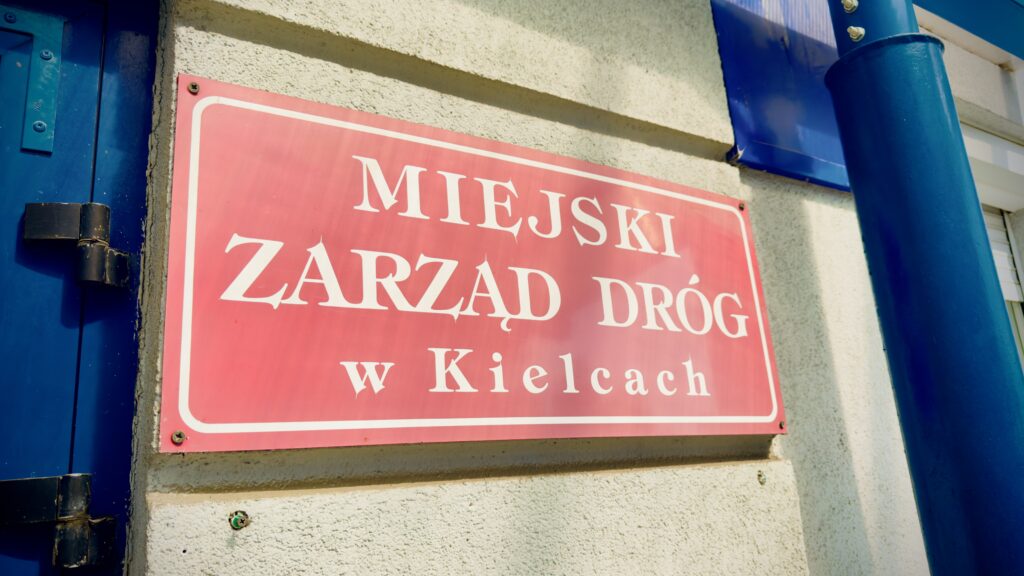 MIEJSKI
ZARZĄD DRÓG
w Kielcach